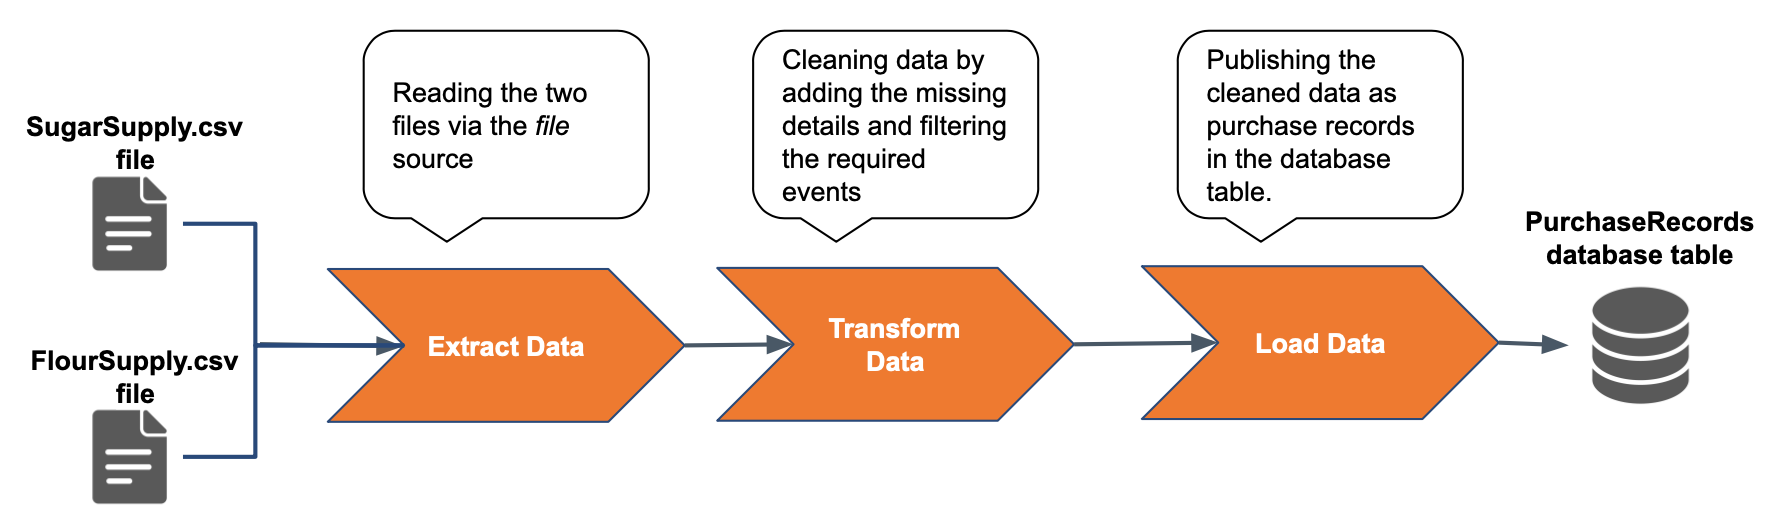 SugarSupply.csv
file
FlourSupply.csv
file
Reading the two
files via the file
source
Extract Data
Cleaning data by
adding the missing
details and filtering
the required
events
Transform
Data
Publishing the
cleaned data as
purchase records
in the database
table.
Load Data
PurchaseRecords
database table